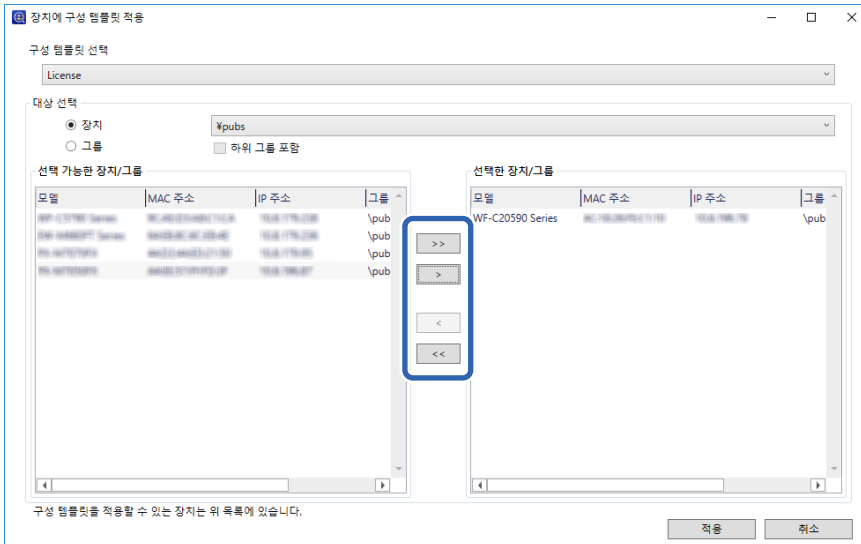 장치에 구성 템플릿 적용
구성 템플릿 선택
License
대상 선택
장치
¥pubs
그룹
하위 그룹 포함
선택 가능한 장치/그룹
모델 MAC 주소 IP 주소 그룹
\pub
\pub
\pub
\pub
>>
>
<
<<
선택한 장치/그룹
모델 MAC 주소 IP 주소 그룹
WF-C20590 Series \pub
구성 템플릿을 적용할 수 있는 장치는 위 목록에 있습니다.
적용 취소